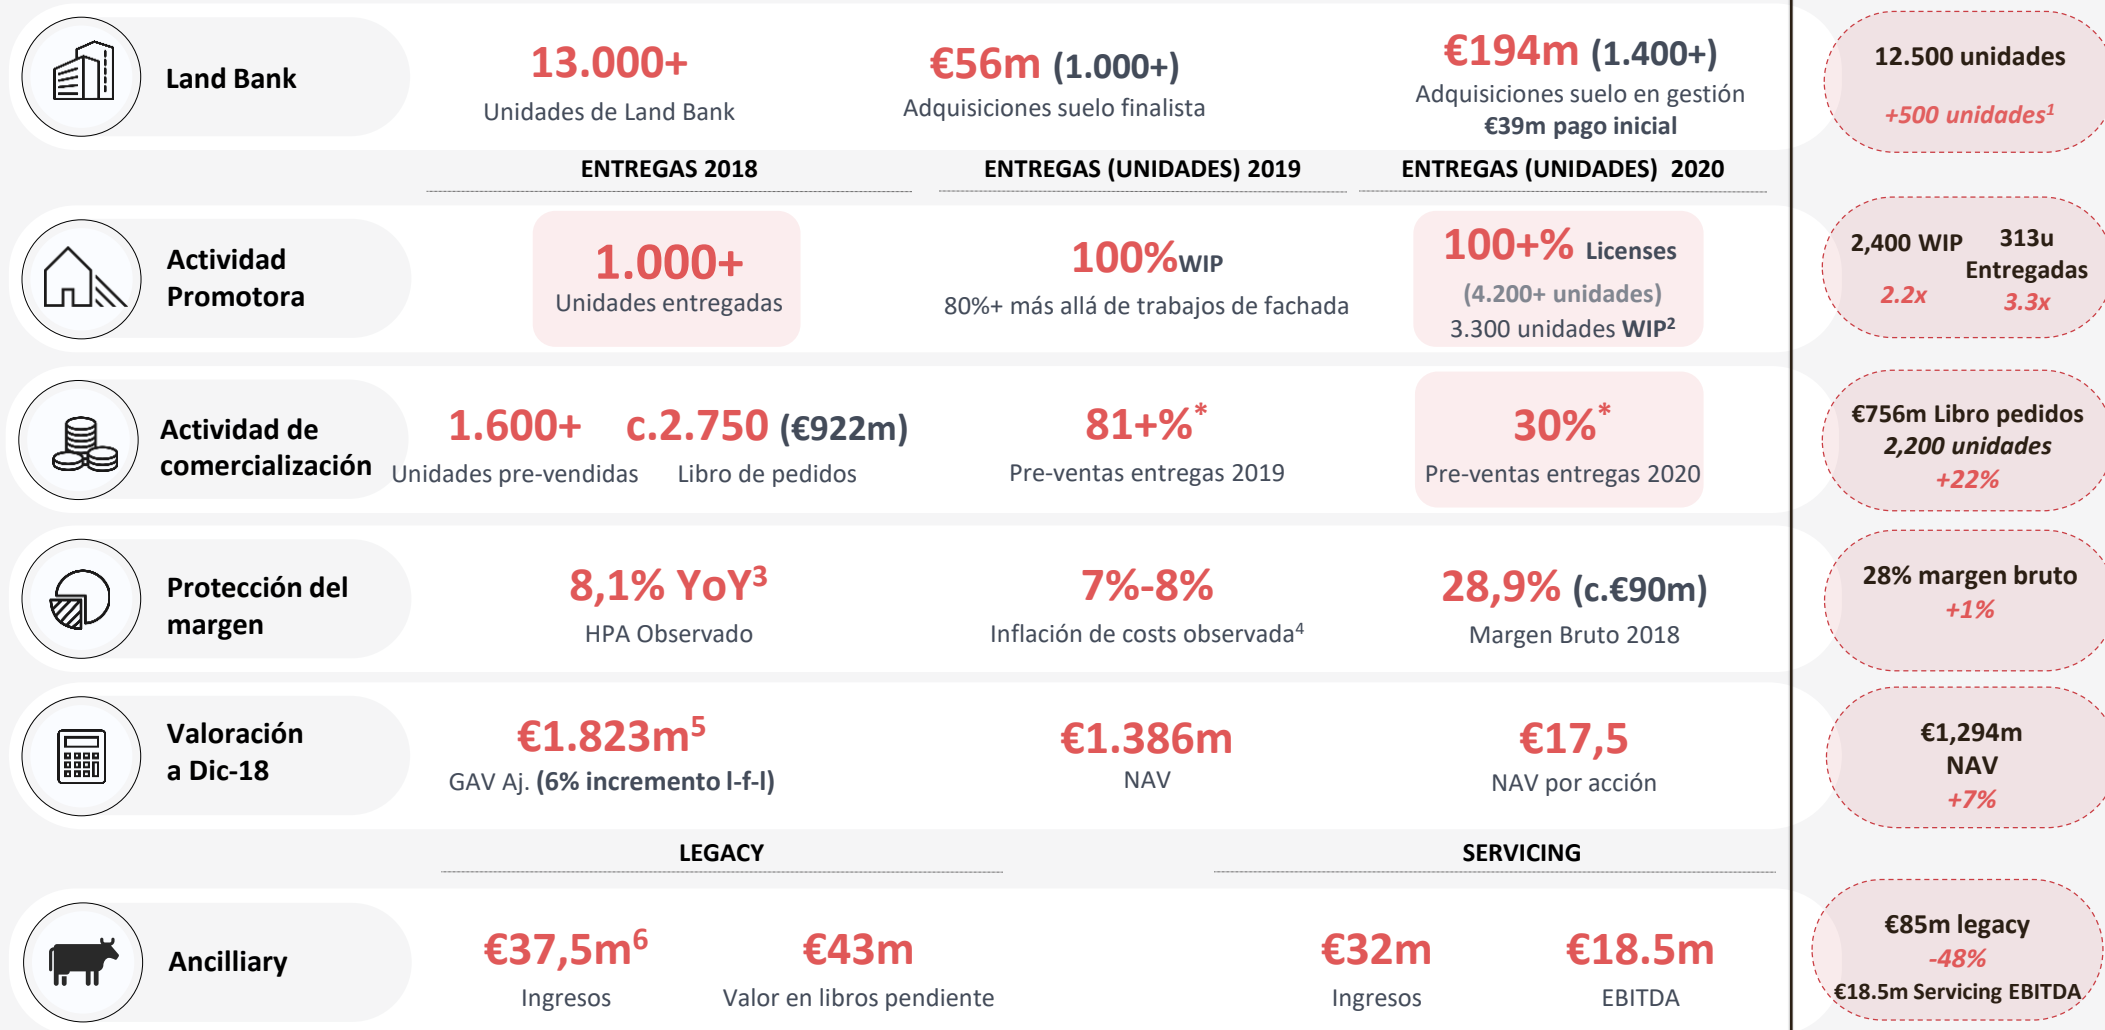 Land Bank
13.000+
Unidades de Land Bank
€56m (1.000+)
Adquisiciones suelo finalista
€194m (1.400+)
Adquisiciones suelo en gestión
€39m pago inicial
12.500 unidades
+500 unidades¹
ENTREGAS 2018
ENTREGAS (UNIDADES) 2019
ENTREGAS (UNIDADES) 2020
Actividad
Promotora
1.000+
Unidades entregadas
100%WIP
80%+ más allá de trabajos de fachada
100+% Licenses
(4.200+ unidades)
3.300 unidades WIP²
2,400 WIP
2.2x
313u
Entregadas
3.3x
Actividad de
comercialización
1.600+
Unidades pre-vendidas
c.2.750 (€922m)
Libro de pedidos
81+%*
Pre-ventas entregas 2019
30%*
Pre-ventas entregas 2020
€756m Libro pedidos
2,200 unidades
+22%
Protección del
margen
8,1% YoY³
HPA Observado
7%-8%
Inflación de costs observada⁴
28,9% (c.€90m)
Margen Bruto 2018
28% margen bruto
+1%
Valoración
a Dic-18
€1.823m⁵
GAV Aj. (6% incremento l-f-l)
€1.386m
NAV
€17,5
NAV por acción
€1,294m
NAV
+7%
LEGACY
SERVICING
Ancilliary
€37,5m⁶
Ingresos
€43m
Valor en libros pendiente
€32m
Ingresos
€18.5m
EBITDA
€85m legacy
-48%
€18.5m Servicing EBITDA